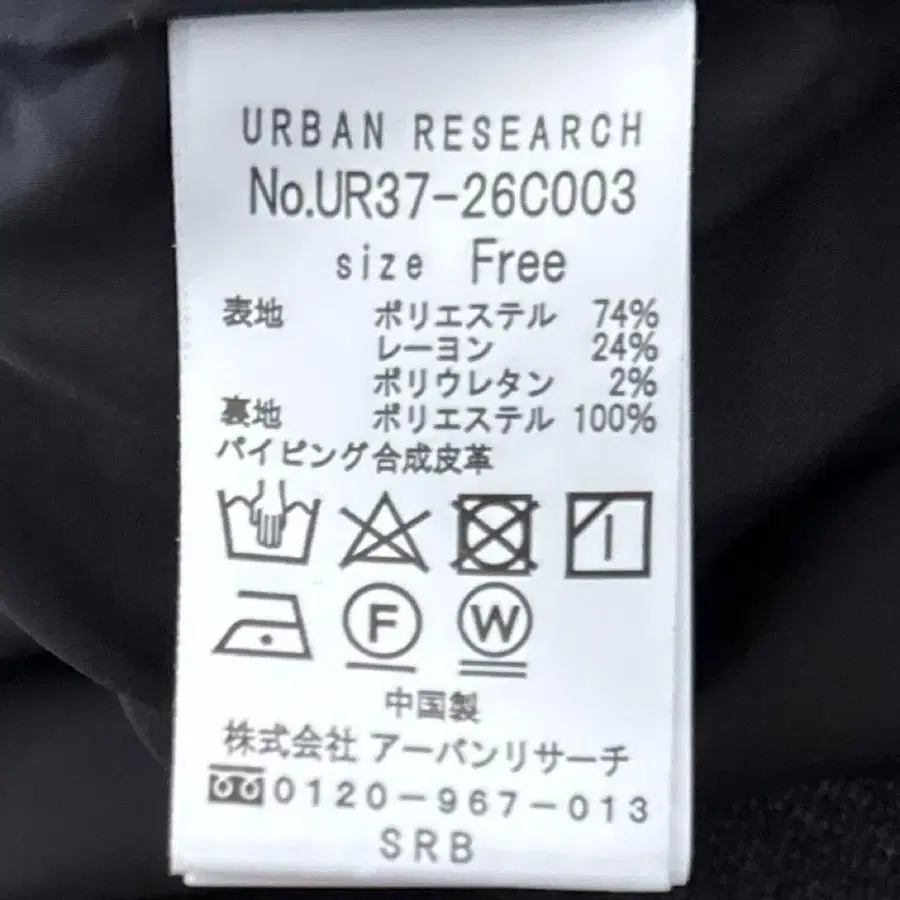 URBAN RESEARCH
No.UR37-26C003
size Free
表地 ポリエステル 74%
レーヨン 24%
ポリウレタン 2%
裏地 ポリエステル 100%
パイピング合成皮革
F W
中国製
株式会社 アーバンリサーチ
0120-967-013
SRB